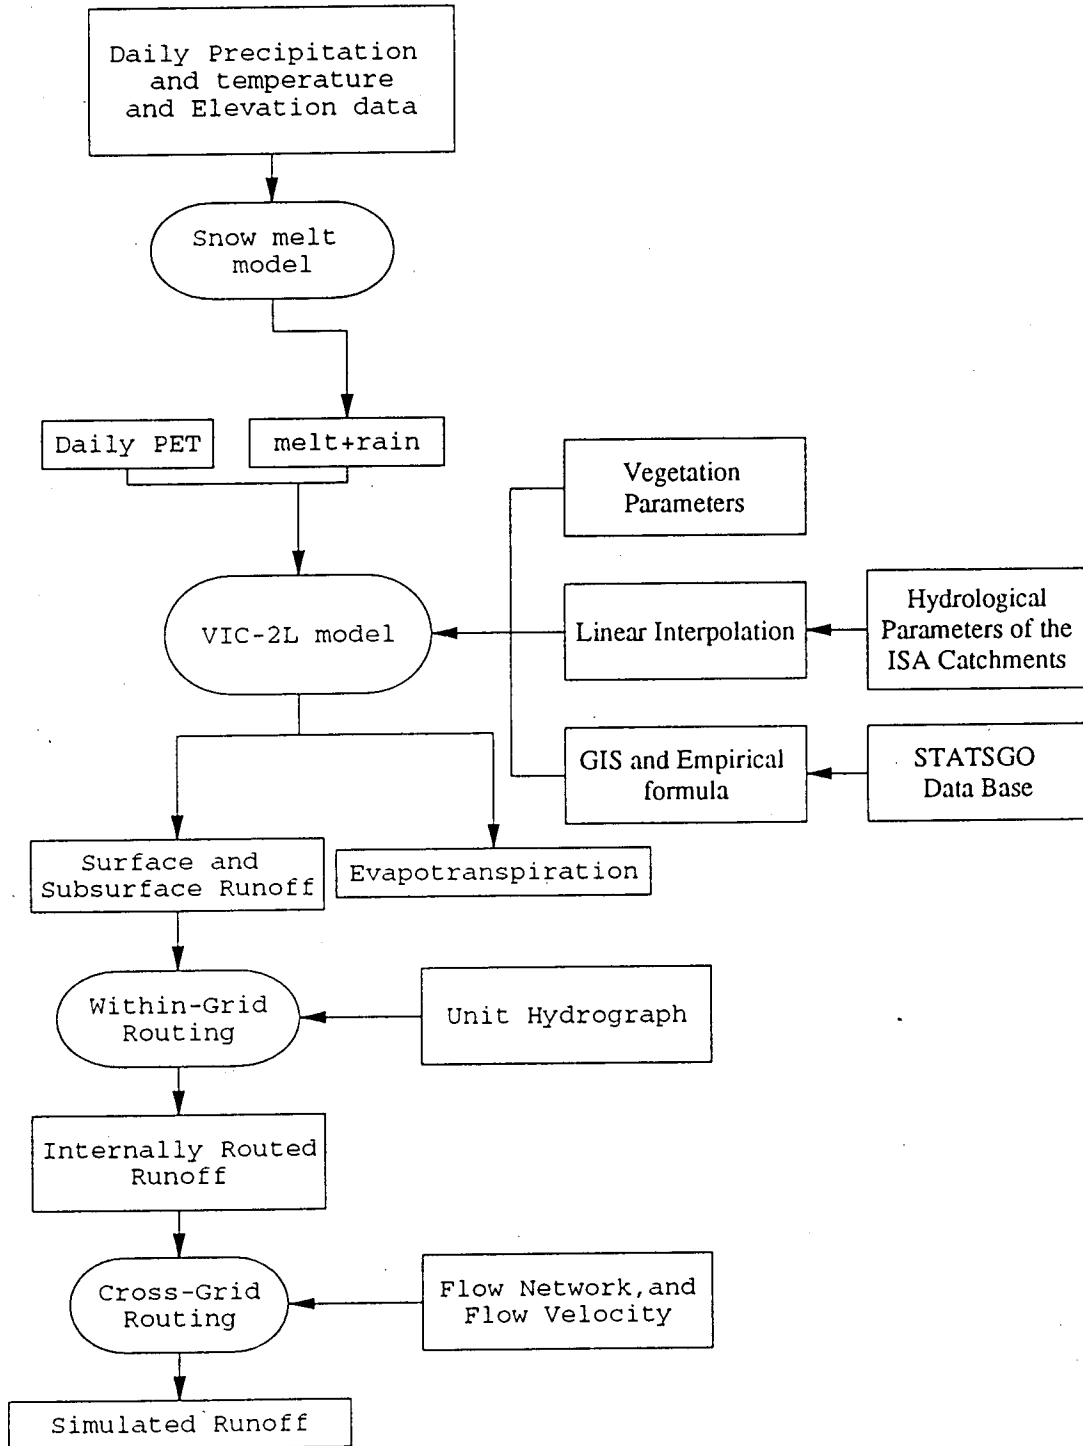 Daily Precipitation
and temperature
and Elevation data
Snow melt
model
Daily PET
melt+rain
Vegetation
Parameters
VIC-2L model
Linear Interpolation
Hydrological
Parameters of the
ISA Catchments
GIS and Empirical
formula
STATSGO
Data Base
Surface and
Subsurface Runoff
Evapotranspiration
Within-Grid
Routing
Unit Hydrograph
Internally Routed
Runoff
Cross-Grid
Routing
Flow Network,and
Flow Velocity
Simulated Runoff